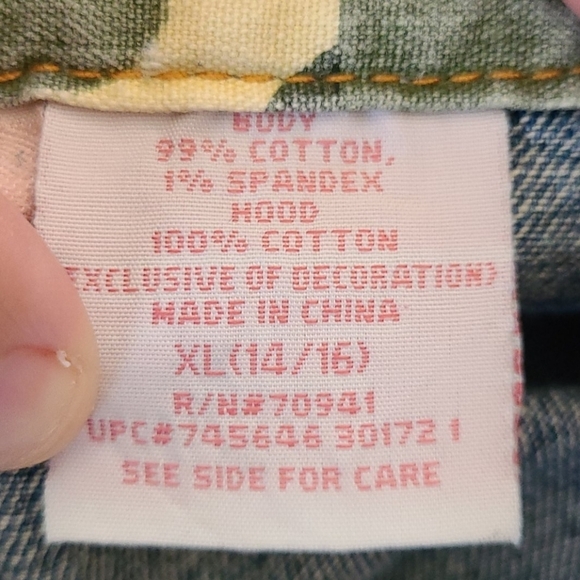 BODY
99% COTTON,
1% SPANDEX
HOOD
100% COTTON
EXCLUSIVE OF DECORATION)
MADE IN CHINA
XL(14/16)
R/N#70941
UPC#745646 30172 1
SEE SIDE FOR CARE